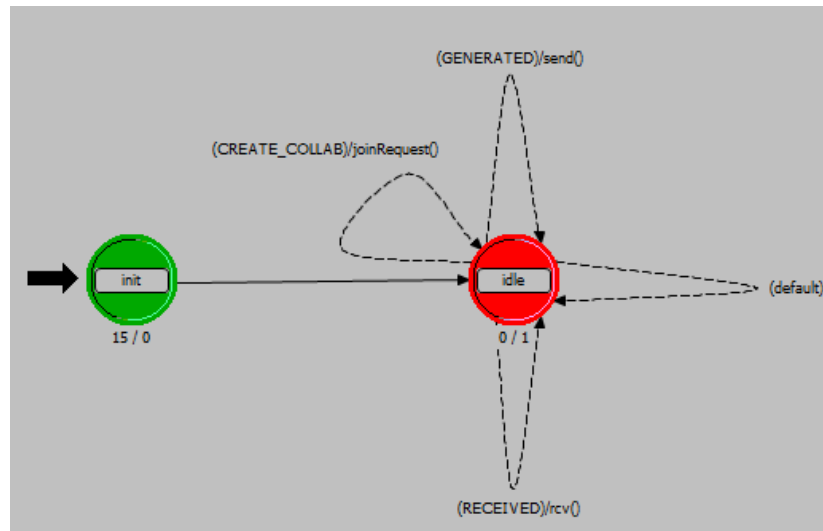 (GENERATED)/send()
(CREATE_COLLAB)/joinRequest()
init
idle
(default)
15 / 0
0 / 1
(RECEIVED)/rcv()